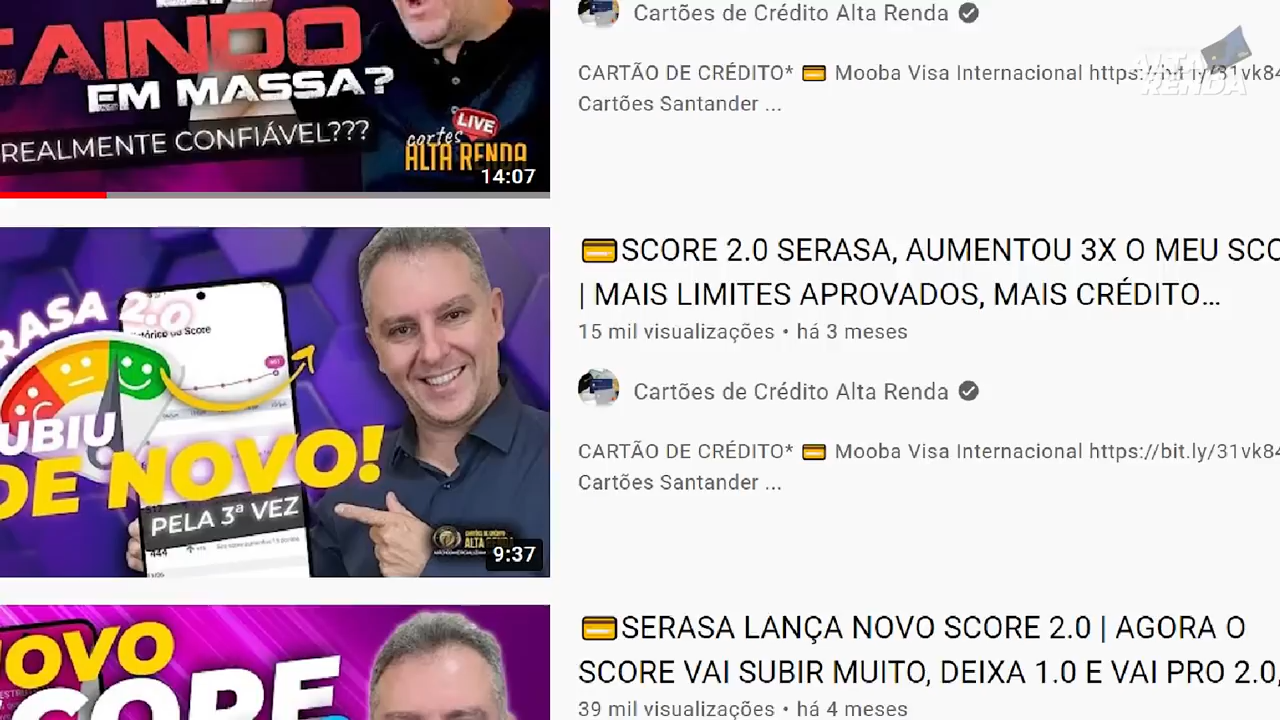 CAINDO
EM MASSA?
REALMENTE CONFIÁVEL???
LIVE
cortes
ALTA RENDA
14:07
Cartões de Crédito Alta Renda
CARTÃO DE CRÉDITO* 💳 Mooba Visa Internacional
Cartões Santander ...
ALTA
RENDA
RASA 2.0
UBIU
DE NOVO!
PELA 3ª VEZ
444
ALTA
9:37
💳SCORE 2.0 SERASA, AUMENTOU 3X O MEU SCO
| MAIS LIMITES APROVADOS, MAIS CRÉDITO...
15 mil visualizações • há 3 meses
Cartões de Crédito Alta Renda
CARTÃO DE CRÉDITO* 💳 Mooba Visa Internacional https://bit.ly/31vk84
Cartões Santander ...
NOVO
SCORE
💳SERASA LANÇA NOVO SCORE 2.0 | AGORA O
SCORE VAI SUBIR MUITO, DEIXA 1.0 E VAI PRO 2.0,
39 mil visualizações • há 4 meses